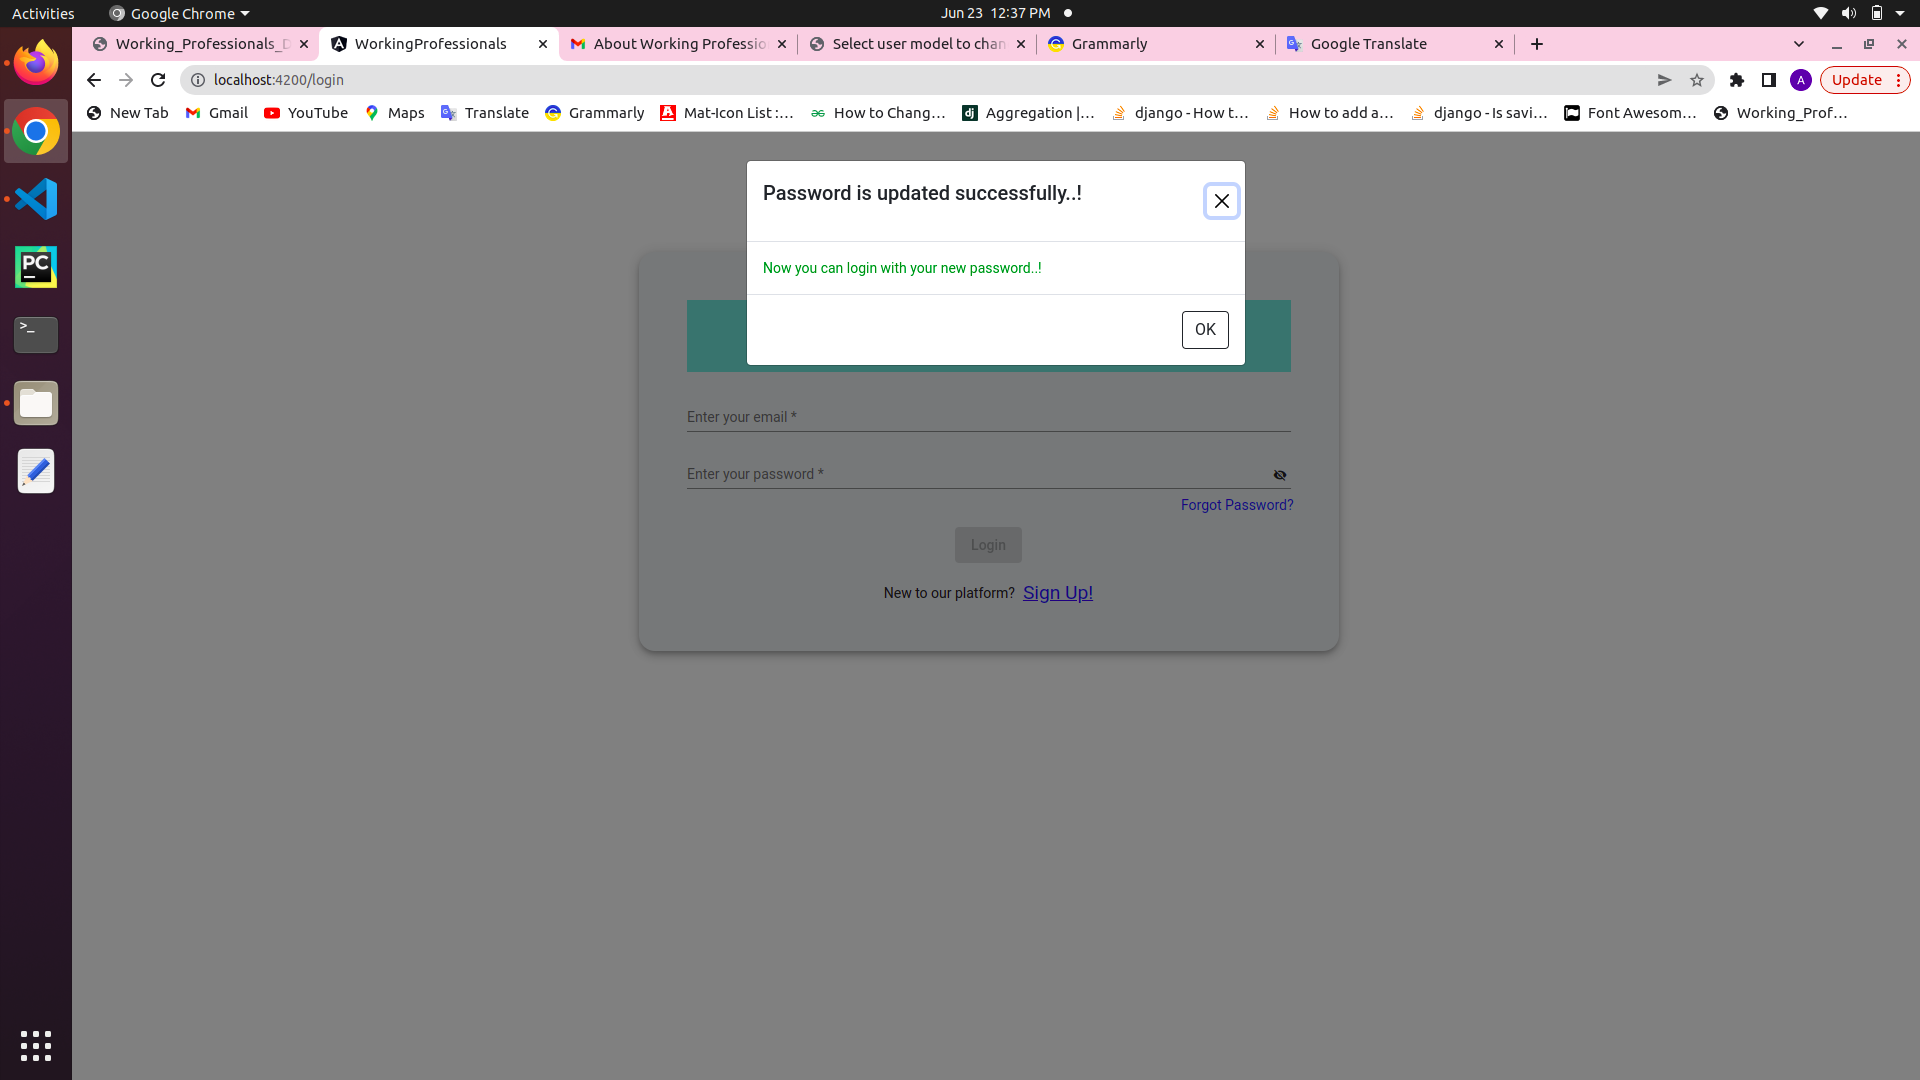 Activities
Google Chrome
Jun 23 12:37 PM
Working_Professionals_D
WorkingProfessionals
About Working Professio
Select user model to chan
Grammarly
Google Translate
localhost:4200/login
A
Update
New Tab
Gmail
YouTube
Maps
Translate
Grammarly
Mat-Icon List :…
How to Chang…
Aggregation |…
django - How t…
How to add a…
django - Is savi…
Font Awesom…
Working_Prof…
Password is updated successfully..!
Now you can login with your new password..!
OK
Enter your email *
Enter your password *
Forgot Password?
Login
New to our platform? Sign Up!
PC
>_